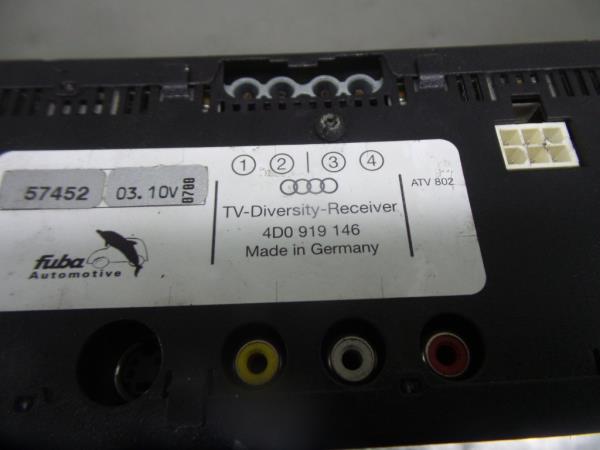 1 2 3 4
57452 03.10V 0700
TV-Diversity-Receiver
ATV 802
4D0 919 146
Made in Germany
fuba
Automotive